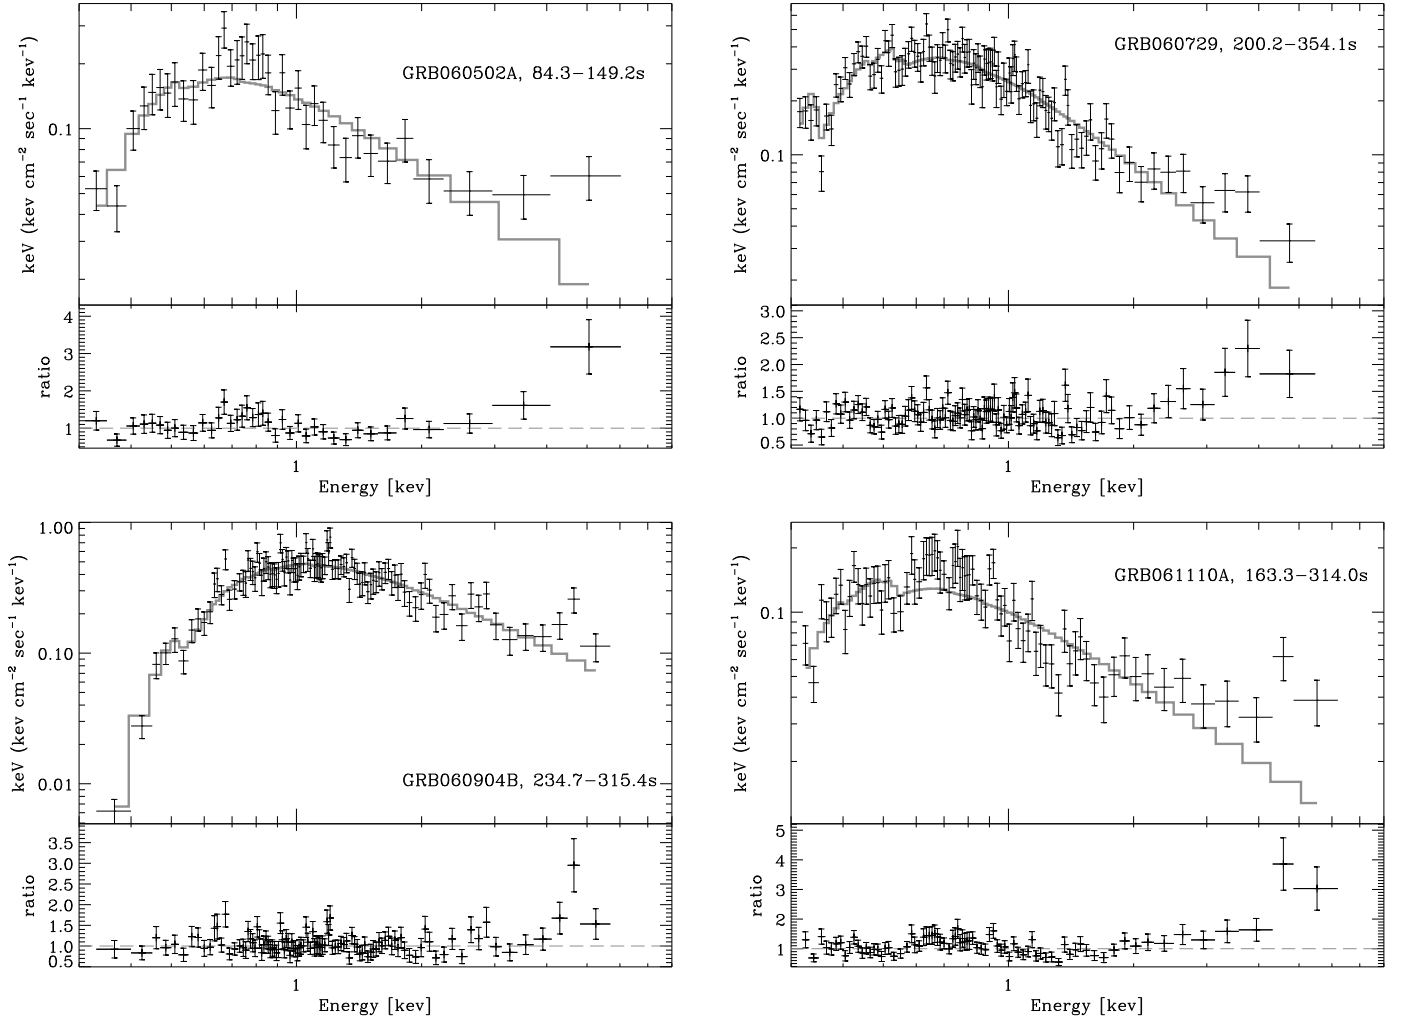 GRB060502A, 84.3−149.2s
keV (kev cm⁻² sec⁻¹ kev⁻¹)
0.1
ratio
4
3
2
1
1
Energy [kev]
GRB060729, 200.2−354.1s
keV (kev cm⁻² sec⁻¹ kev⁻¹)
0.1
ratio
3.0
2.5
2.0
1.5
1.0
0.5
1
Energy [kev]
GRB060904B, 234.7−315.4s
keV (kev cm⁻² sec⁻¹ kev⁻¹)
1.00
0.10
0.01
ratio
3.5
3.0
2.5
2.0
1.5
1.0
0.5
1
Energy [kev]
GRB061110A, 163.3−314.0s
keV (kev cm⁻² sec⁻¹ kev⁻¹)
0.1
ratio
5
4
3
2
1
1
Energy [kev]